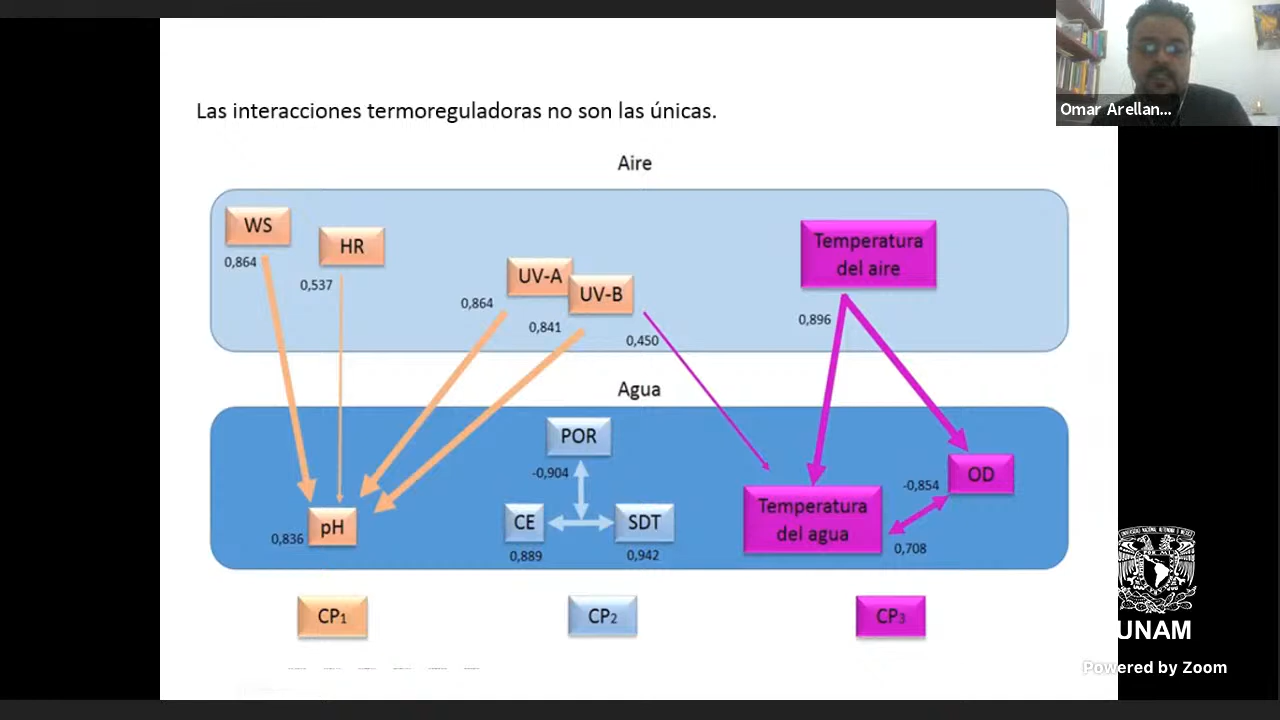 Omar Arellan...
Las interacciones termoreguladoras no son las únicas.
Aire
WS
0,864
HR
0,537
UV-A
0,864
UV-B
0,841
0,450
Temperatura
del aire
0,896
Agua
POR
-0,904
CE
0,889
SDT
0,942
pH
0,836
Temperatura
del agua
OD
-0,854
0,708
CP1
CP2
CP3
UNAM
Powered by Zoom